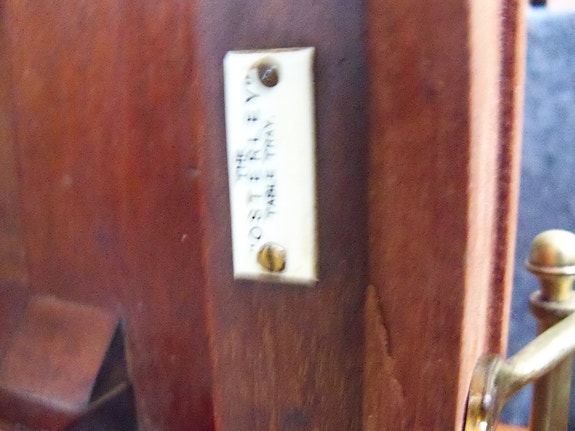 THE
"OSTERLEY"
TABLE TRAY.